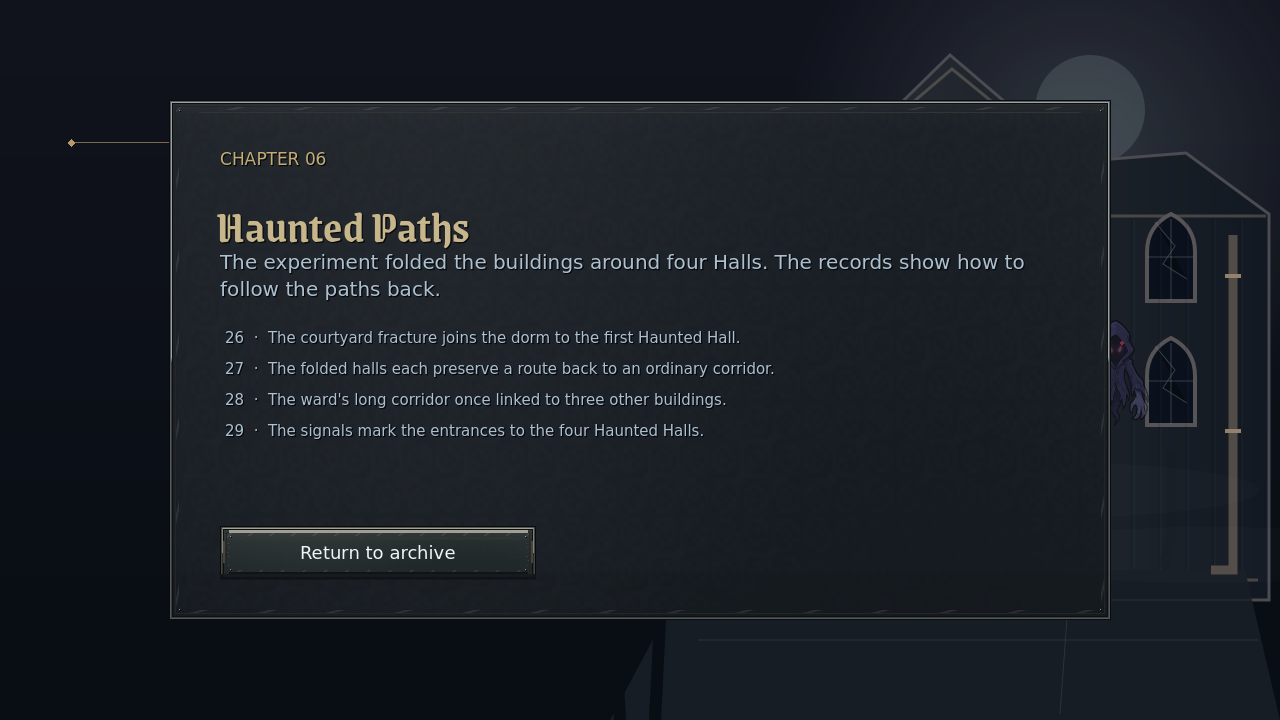 CHAPTER 06
Haunted Paths
The experiment folded the buildings around four Halls. The records show how to
follow the paths back.
26 · The courtyard fracture joins the dorm to the first Haunted Hall.
27 · The folded halls each preserve a route back to an ordinary corridor.
28 · The ward's long corridor once linked to three other buildings.
29 · The signals mark the entrances to the four Haunted Halls.
Return to archive